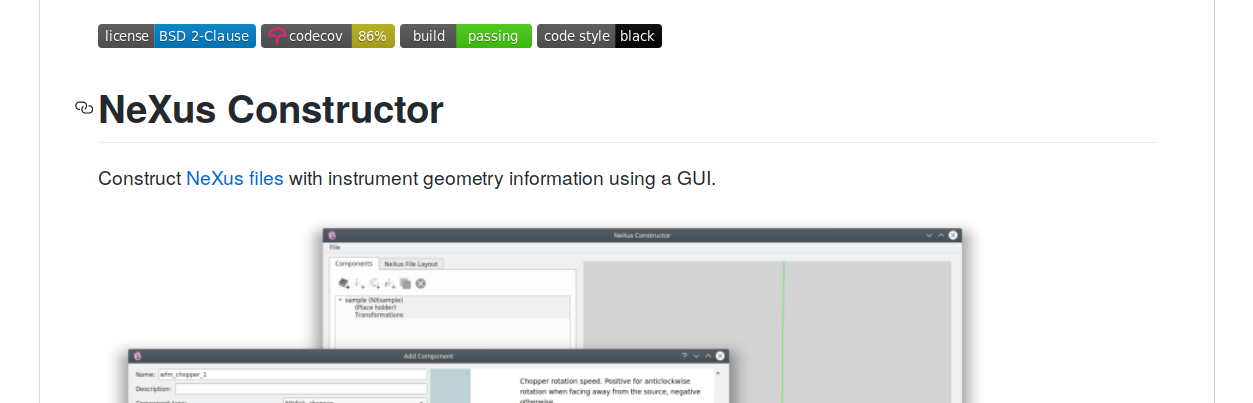 license BSD 2-Clause codecov 86% build passing code style black
NeXus Constructor
Construct NeXus files with instrument geometry information using a GUI.
NeXus Constructor
File
Components NeXus File Layout
sample (NXsample)
(Place holder)
Transformations
Add Component
Name: wfm_chopper_1
Description:
Chopper rotation speed. Positive for anticlockwise
rotation when facing away from the source, negative
otherwise